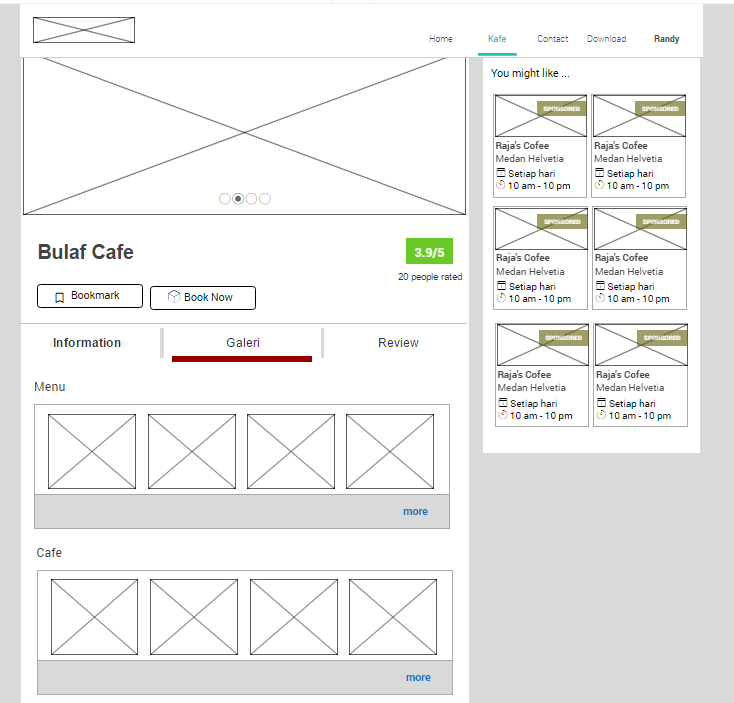 Home Kafe Contact Download Randy
You might like ...
SPONSORED SPONSORED
Raja's Cofee Raja's Cofee
Medan Helvetia Medan Helvetia
Setiap hari Setiap hari
10 am - 10 pm 10 am - 10 pm
SPONSORED SPONSORED
Raja's Cofee Raja's Cofee
Medan Helvetia Medan Helvetia
Setiap hari Setiap hari
10 am - 10 pm 10 am - 10 pm
SPONSORED SPONSORED
Raja's Cofee Raja's Cofee
Medan Helvetia Medan Helvetia
Setiap hari Setiap hari
10 am - 10 pm 10 am - 10 pm
Bulaf Cafe
3.9/5
20 people rated
Bookmark Book Now
Information Galeri Review
Menu
more
Cafe
more